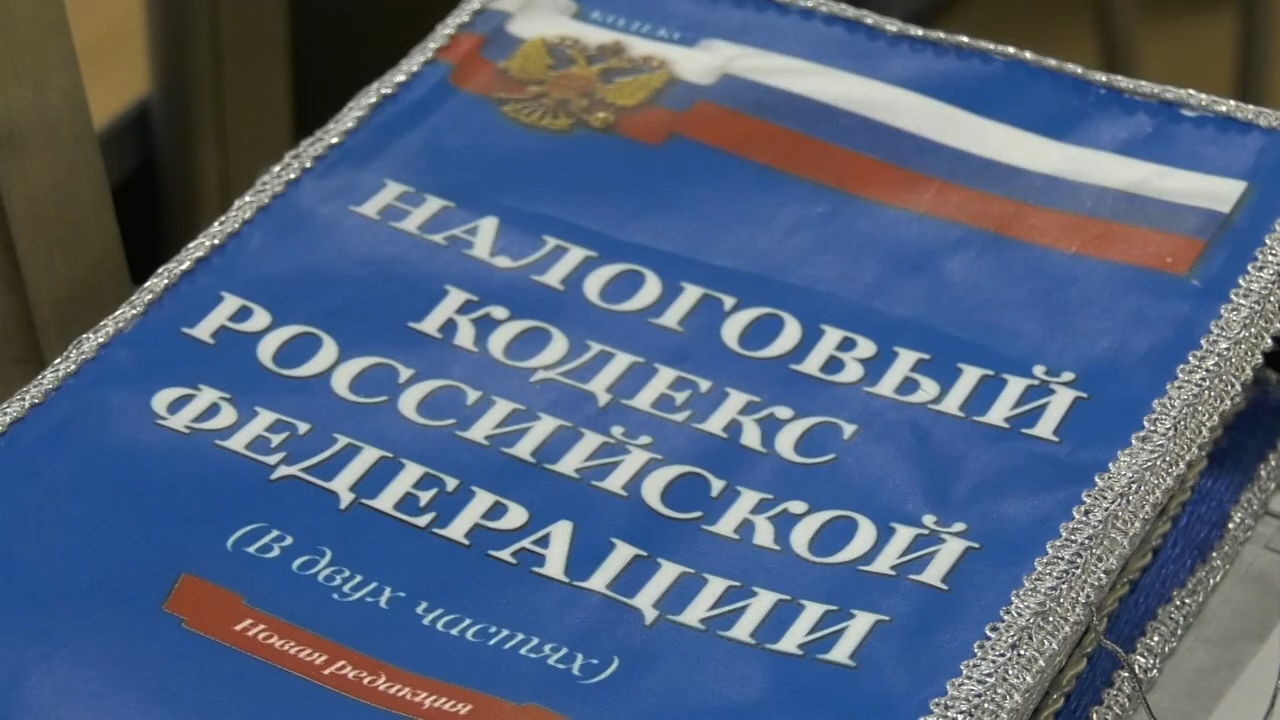 НАЛОГОВЫЙ
КОДЕКС
РОССИЙСКОЙ
ФЕДЕРАЦИИ
(В двух частях)
Новая редакция